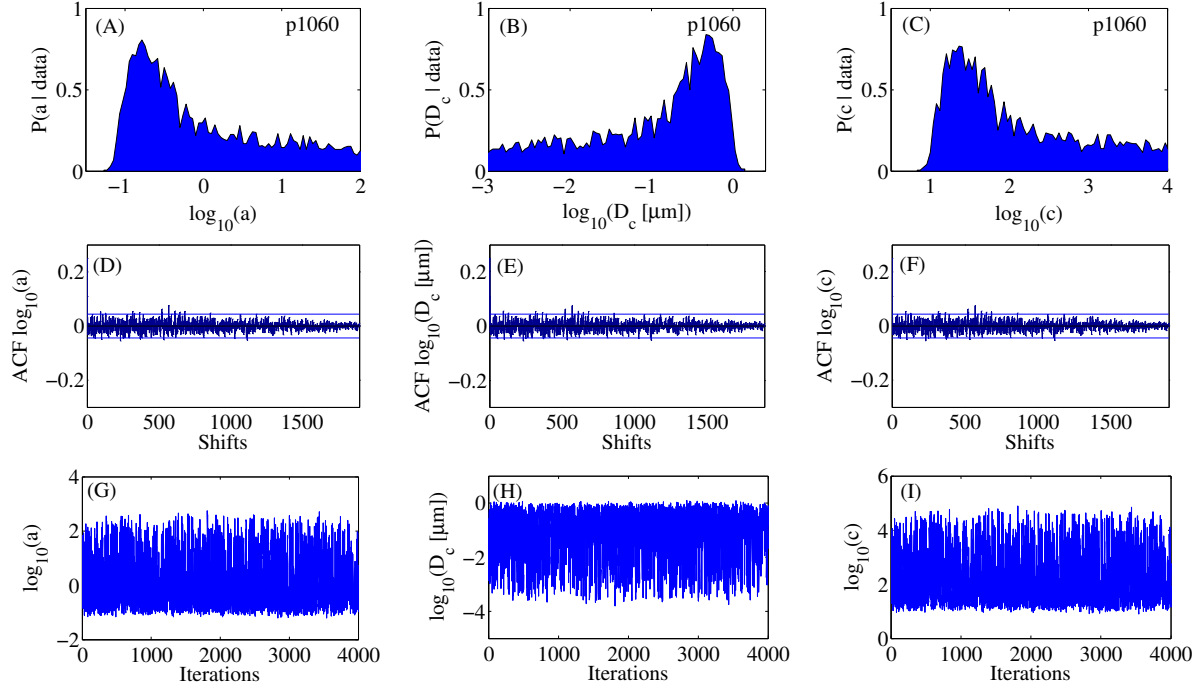 (A) p1060
P(a | data)
1
0.5
0
−1 0 1 2
log10(a)
(B) p1060
P(D_c | data)
1
0.5
0
−3 −2 −1 0
log10(D_c [μm])
(C) p1060
P(c | data)
1
0.5
0
1 2 3 4
log10(c)
(D)
ACF log10(a)
0.2
0
−0.2
0 500 1000 1500
Shifts
(E)
ACF log10(D_c [μm])
0.2
0
−0.2
0 500 1000 1500
Shifts
(F)
ACF log10(c)
0.2
0
−0.2
0 500 1000 1500
Shifts
(G)
log10(a)
4
2
0
−2
0 1000 2000 3000 4000
Iterations
(H)
log10(D_c [μm])
0
−2
−4
0 1000 2000 3000 4000
Iterations
(I)
log10(c)
6
4
2
0
0 1000 2000 3000 4000
Iterations